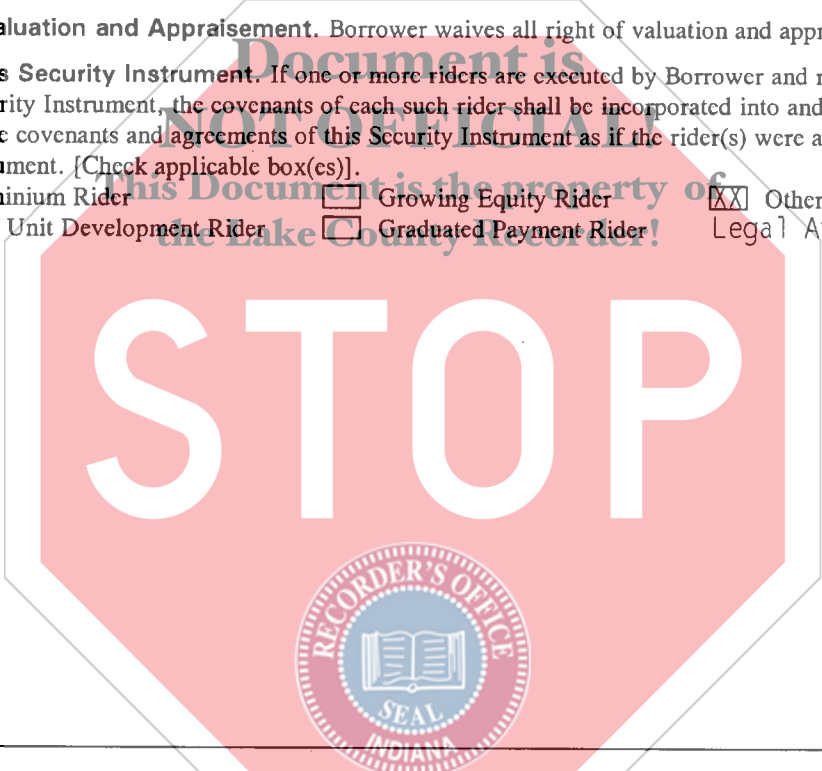 aluation and Appraisement. Borrower waives all right of valuation and appr
Document is
s Security Instrument. If one or more riders are executed by Borrower and r
rity Instrument, the covenants of each such rider shall be incorporated into and
NOT OFFICIAL!
e covenants and agreements of this Security Instrument as if the rider(s) were a
ument. [Check applicable box(es)].
This Document is the property of
inium Rider Growing Equity Rider XX Other
the Lake County Recorder!
Unit Development Rider Graduated Payment Rider Legal A
STOP
RECORDER'S OFFICE
SEAL
INDIANA